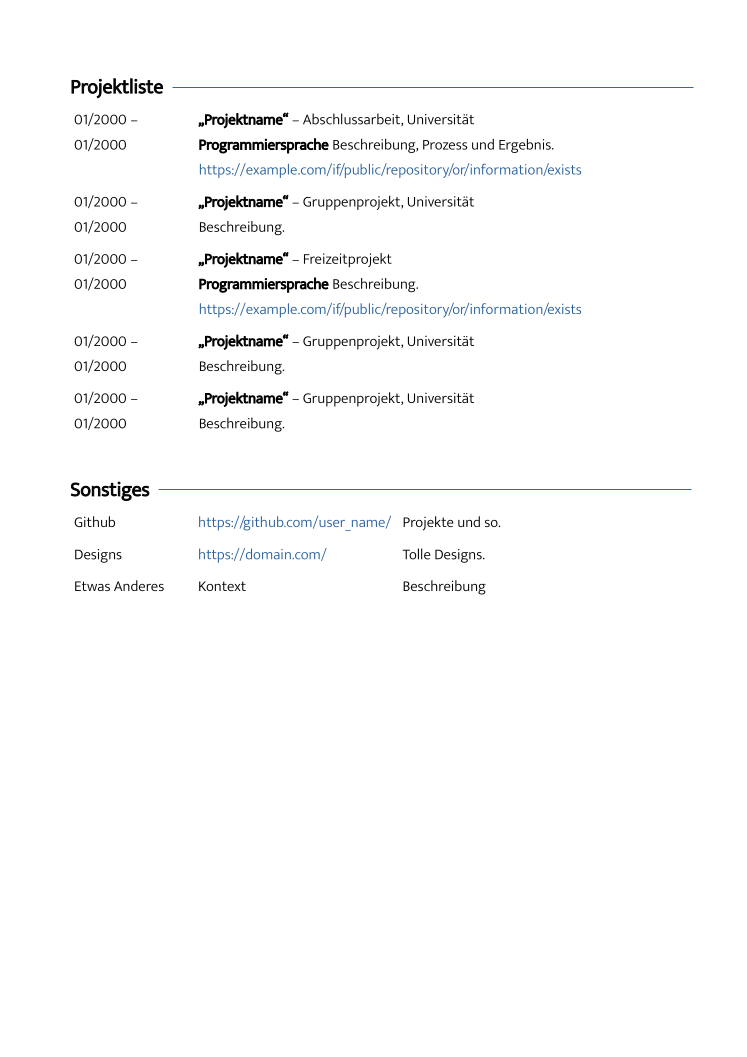 Projektliste
01/2000 – „Projektname“ – Abschlussarbeit, Universität
01/2000 Programmiersprache Beschreibung, Prozess und Ergebnis.
https://example.com/if/public/repository/or/information/exists
01/2000 – „Projektname“ – Gruppenprojekt, Universität
01/2000 Beschreibung.
01/2000 – „Projektname“ – Freizeitprojekt
01/2000 Programmiersprache Beschreibung.
https://example.com/if/public/repository/or/information/exists
01/2000 – „Projektname“ – Gruppenprojekt, Universität
01/2000 Beschreibung.
01/2000 – „Projektname“ – Gruppenprojekt, Universität
01/2000 Beschreibung.
Sonstiges
Github https://github.com/user_name/ Projekte und so.
Designs https://domain.com/ Tolle Designs.
Etwas Anderes Kontext Beschreibung